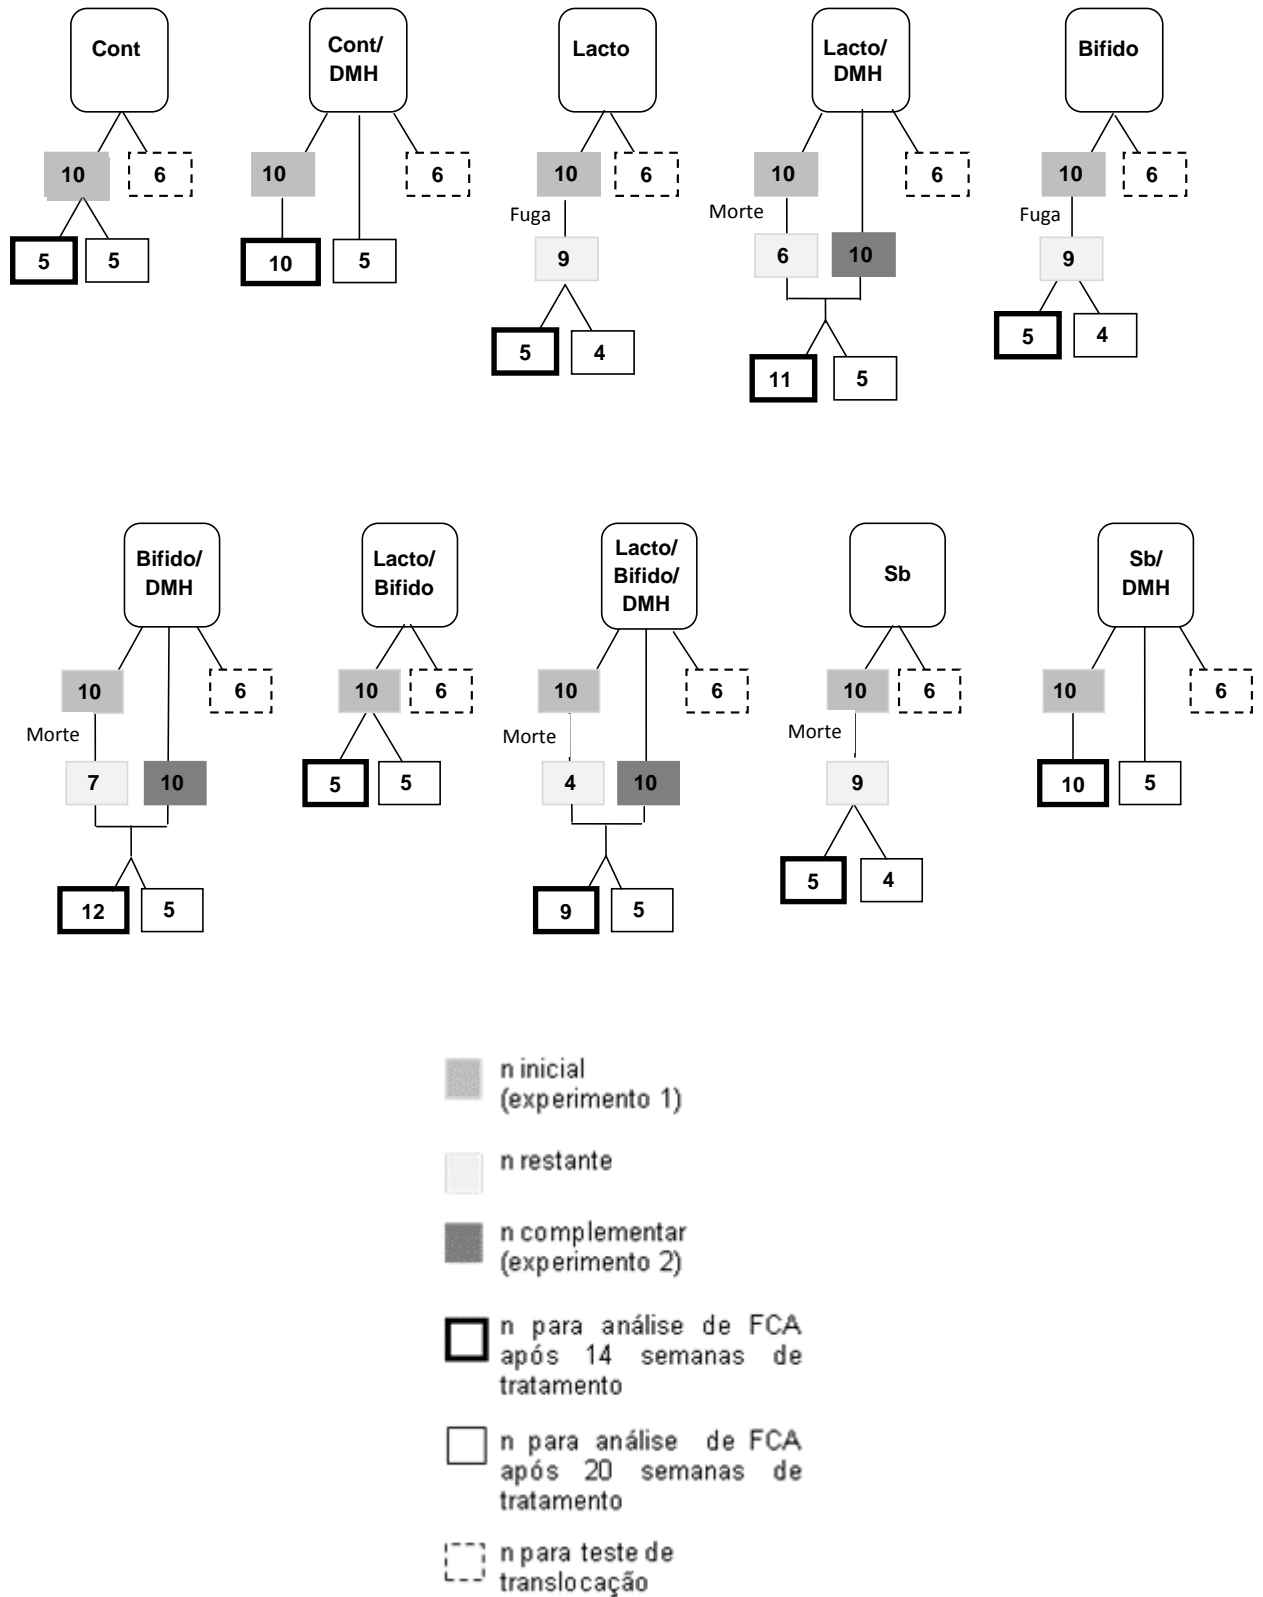 Cont
Cont/
DMH
Lacto
Lacto/
DMH
Bifido
10
6
10
6
10
6
10
6
10
6
Fuga
Morte
Fuga
5
5
10
5
9
6
10
9
5
4
11
5
5
4
Bifido/
DMH
Lacto/
Bifido
Lacto/
Bifido/
DMH
Sb
Sb/
DMH
10
6
10
6
10
6
10
6
10
6
Morte
Morte
Morte
7
10
5
5
4
10
9
10
5
12
5
9
5
5
4
n inicial
(experimento 1)
n restante
n complementar
(experimento 2)
n para análise de FCA
após 14 semanas de
tratamento
n para análise de FCA
após 20 semanas de
tratamento
n para teste de
translocação